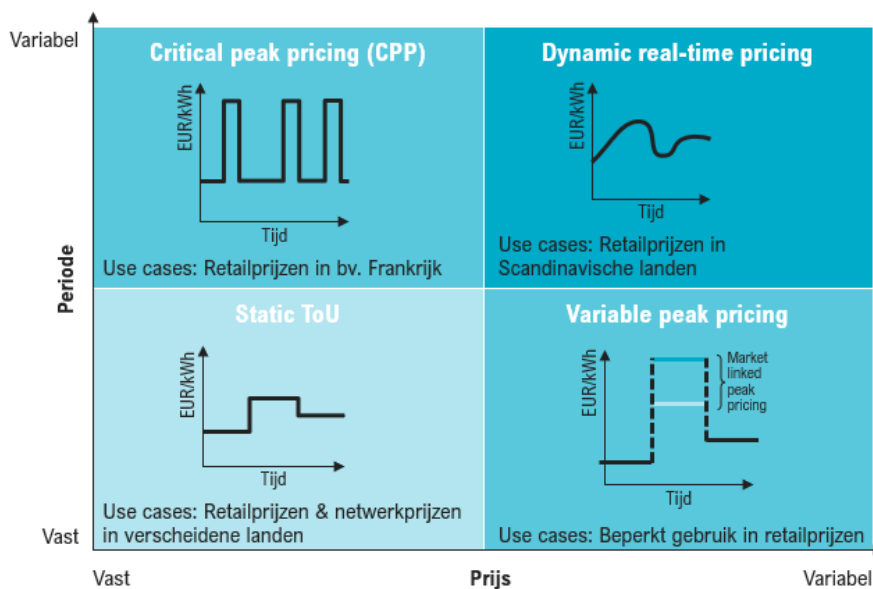 Variabel
Critical peak pricing (CPP)
EUR/kWh
Tijd
Use cases: Retailprijzen in bv. Frankrijk
Dynamic real-time pricing
EUR/kWh
Tijd
Use cases: Retailprijzen in
Scandinavische landen
Periode
Static ToU
EUR/kWh
Tijd
Use cases: Retailprijzen & netwerkprijzen
in verscheidene landen
Variable peak pricing
EUR/kWh
Market
linked
peak
pricing
Tijd
Use cases: Beperkt gebruik in retailprijzen
Vast
Vast
Prijs
Variabel